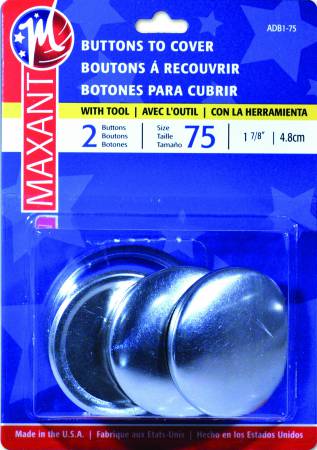 ADB1-75
M
MAXANT
BUTTONS TO COVER
BOUTONS Á RECOUVRIR
BOTONES PARA CUBRIR
WITH TOOL | AVEC L'OUTIL | CON LA HERRAMIENTA
2 Buttons Boutons Botones Size Taille Tamaño 75 1 7/8" 4.8cm
Made in the U.S.A. | Fabrique aux Etats-Unis | Hecho en los Estados Unidos